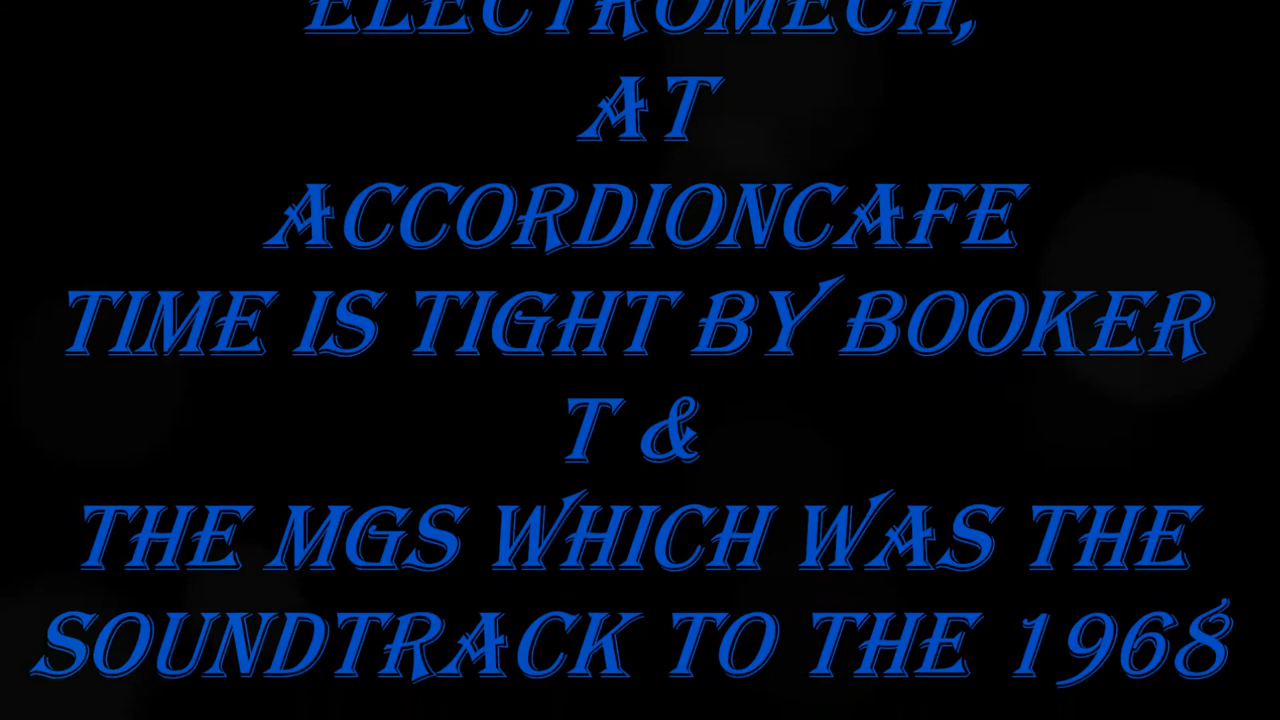 ELECTROMECH,
AT
ACCORDIONCAFE
TIME IS TIGHT BY BOOKER
T &
THE MGS WHICH WAS THE
SOUNDTRACK TO THE 1968